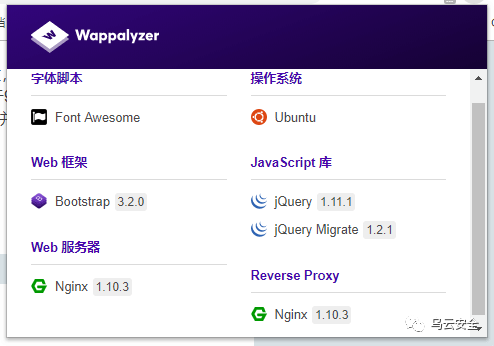 Wappalyzer
字体脚本
Font Awesome
Web 框架
Bootstrap 3.2.0
Web 服务器
Nginx 1.10.3
操作系统
Ubuntu
JavaScript 库
jQuery 1.11.1
jQuery Migrate 1.2.1
Reverse Proxy
Nginx 1.10.3
乌云安全